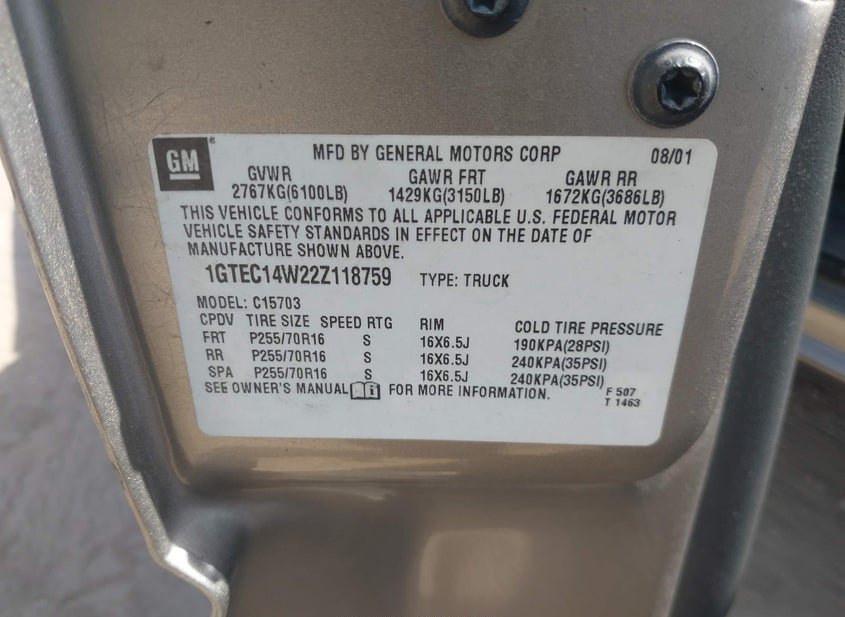 GM
MFD BY GENERAL MOTORS CORP 08/01
GVWR GAWR FRT GAWR RR
2767KG(6100LB) 1429KG(3150LB) 1672KG(3686LB)
THIS VEHICLE CONFORMS TO ALL APPLICABLE U.S. FEDERAL MOTOR
VEHICLE SAFETY STANDARDS IN EFFECT ON THE DATE OF
MANUFACTURE SHOWN ABOVE.
1GTEC14W22Z118759 TYPE: TRUCK
MODEL: C15703
CPDV TIRE SIZE SPEED RTG RIM COLD TIRE PRESSURE
FRT P255/70R16 S 16X6.5J 190KPA(28PSI)
RR P255/70R16 S 16X6.5J 240KPA(35PSI)
SPA P255/70R16 S 16X6.5J 240KPA(35PSI)
SEE OWNER'S MANUAL FOR MORE INFORMATION.
F 507
T 1463